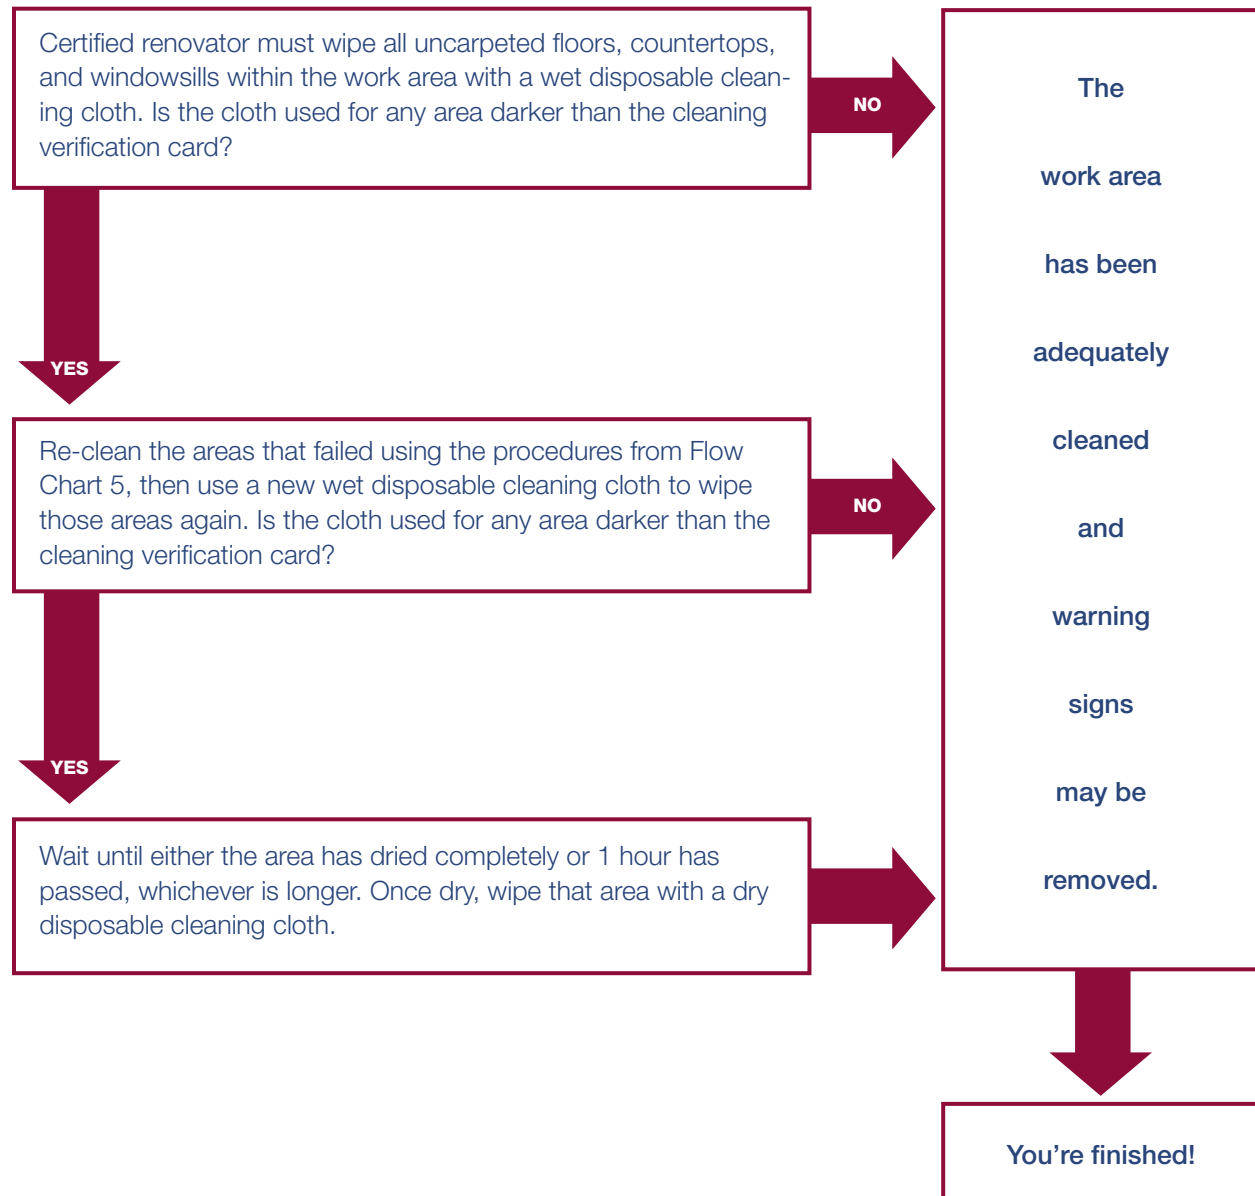 Certified renovator must wipe all uncarpeted floors, countertops,
and windowsills within the work area with a wet disposable clean-
ing cloth. Is the cloth used for any area darker than the cleaning
verification card?
NO
YES
Re-clean the areas that failed using the procedures from Flow
Chart 5, then use a new wet disposable cleaning cloth to wipe
those areas again. Is the cloth used for any area darker than the
cleaning verification card?
NO
YES
Wait until either the area has dried completely or 1 hour has
passed, whichever is longer. Once dry, wipe that area with a dry
disposable cleaning cloth.
The
work area
has been
adequately
cleaned
and
warning
signs
may be
removed.
You’re finished!